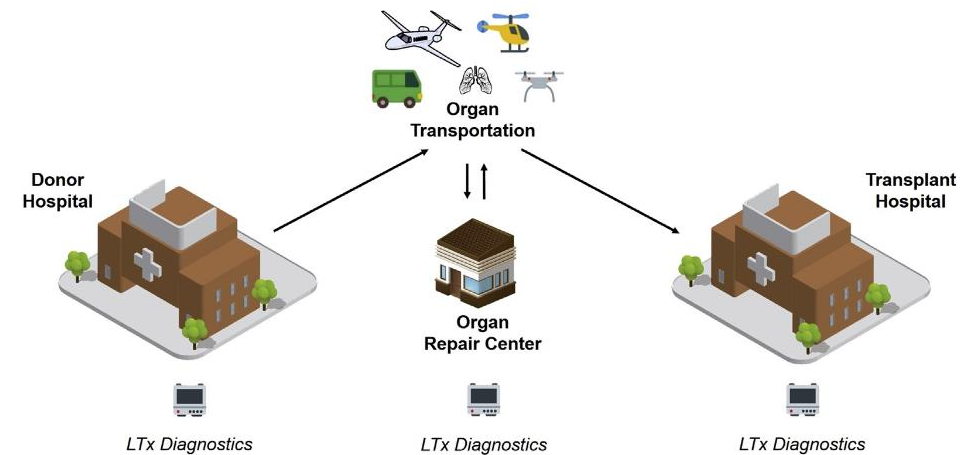 Organ
Transportation
Donor
Hospital
Transplant
Hospital
Organ
Repair Center
LTx Diagnostics
LTx Diagnostics
LTx Diagnostics